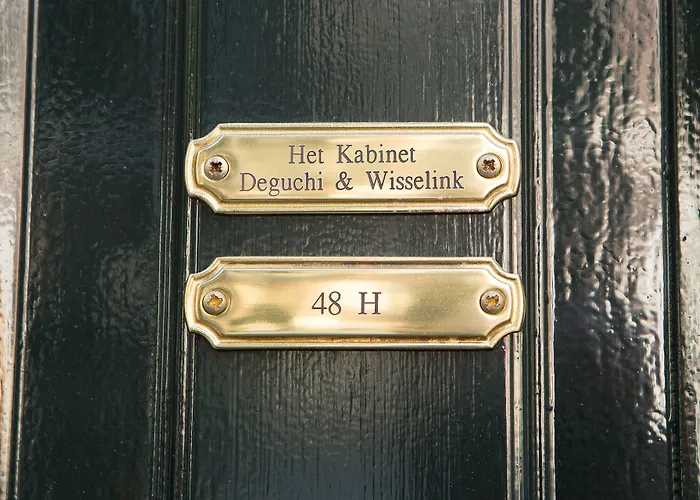 Het Kabinet
Deguchi & Wisselink
48 H